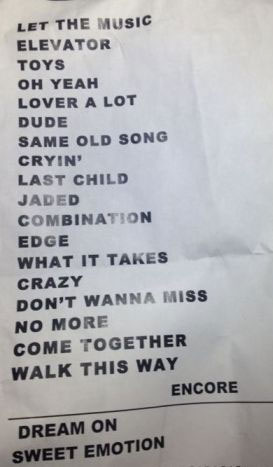 LET THE MUSIC
ELEVATOR
TOYS
OH YEAH
LOVER A LOT
DUDE
SAME OLD SONG
CRYIN'
LAST CHILD
JADED
COMBINATION
EDGE
WHAT IT TAKES
CRAZY
DON'T WANNA MISS
NO MORE
COME TOGETHER
WALK THIS WAY
ENCORE
DREAM ON
SWEET EMOTION